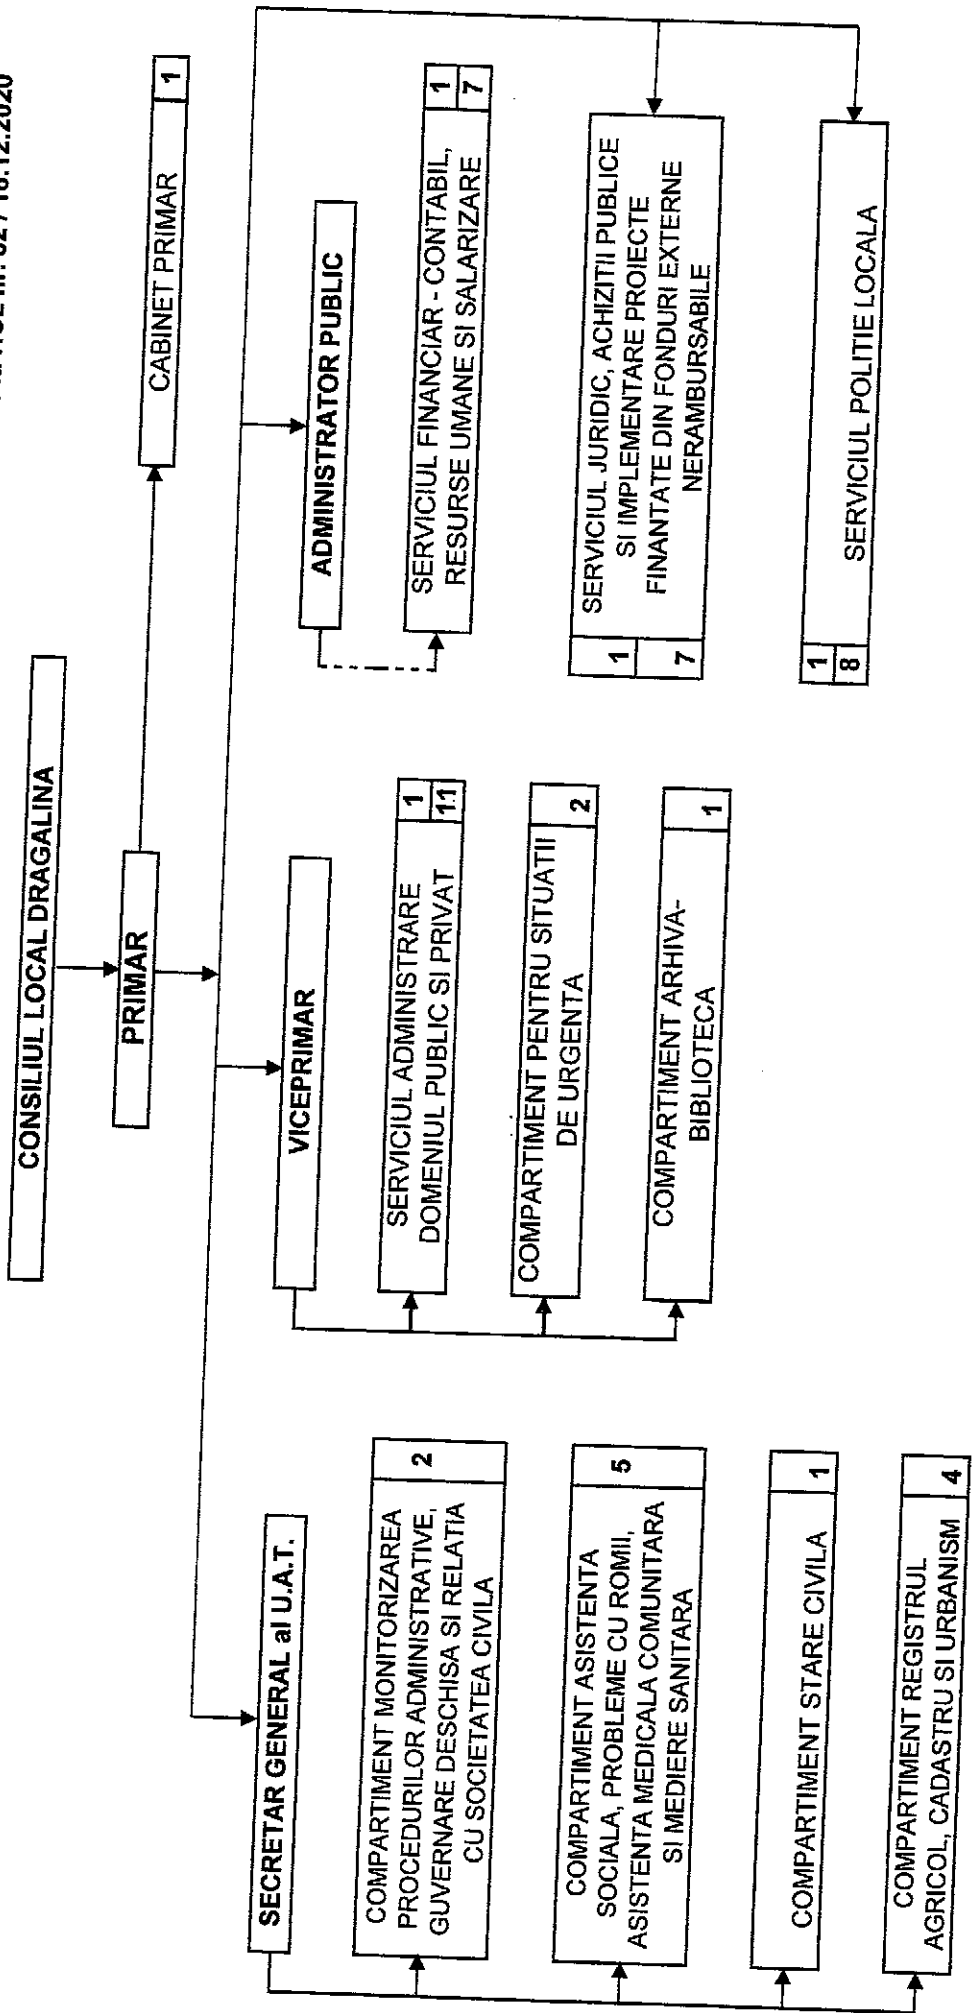 CONSILIUL LOCAL DRAGALINA
PRIMAR
CABINET PRIMAR 1
SECRETAR GENERAL al U.A.T.
COMPARTIMENT MONITORIZAREA
PROCEDURILOR ADMINISTRATIVE,
GUVERNARE DESCHISA SI RELATIA
CU SOCIETATEA CIVILA
2
COMPARTIMENT ASISTENTA
SOCIALA, PROBLEME CU ROMII,
ASISTENTA MEDICALA COMUNITARA
SI MEDIERE SANITARA
5
COMPARTIMENT STARE CIVILA 1
COMPARTIMENT REGISTRUL
AGRICOL, CADASTRU SI URBANISM
4
VICEPRIMAR
SERVICIUL ADMINISTRARE
DOMENIUL PUBLIC SI PRIVAT
1
11
COMPARTIMENT PENTRU SITUATII
DE URGENTA
2
COMPARTIMENT ARHIVA-
BIBLIOTECA
1
ADMINISTRATOR PUBLIC
SERVICIUL FINANCIAR - CONTABIL,
RESURSE UMANE SI SALARIZARE
1
7
1
7
SERVICIUL JURIDIC, ACHIZITII PUBLICE
SI IMPLEMENTARE PROIECTE
FINANTATE DIN FONDURI EXTERNE
NERAMBURSABILE
1
8
SERVICIUL POLITIE LOCALA